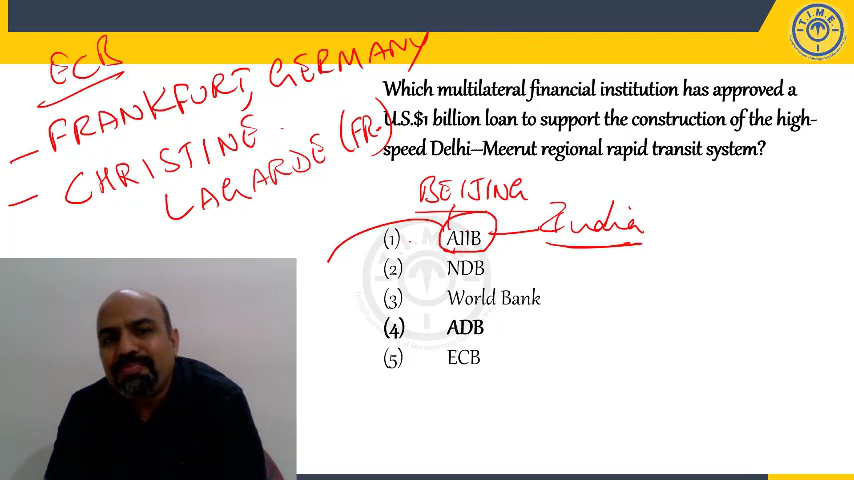 T.I.M.E.
ECB
- FRANKFURT, GERMANY
- CHRISTINE
LAGARDE (FR.)
Which multilateral financial institution has approved a
U.S.$1 billion loan to support the construction of the high-
speed Delhi–Meerut regional rapid transit system?
BEIJING
(1) AIIB India
(2) NDB
(3) World Bank
(4) ADB
(5) ECB